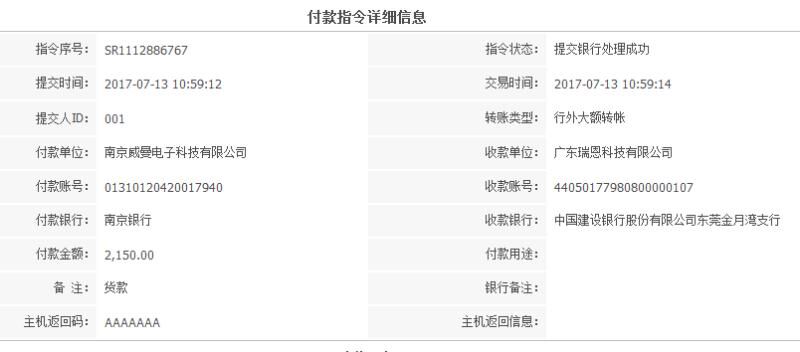 付款指令详细信息
指令序号： SR1112886767 指令状态： 提交银行处理成功
提交时间： 2017-07-13 10:59:12 交易时间： 2017-07-13 10:59:14
提交人ID： 001 转账类型： 行外大额转帐
付款单位： 南京威曼电子科技有限公司 收款单位： 广东瑞恩科技有限公司
付款账号： 01310120420017940 收款账号： 44050177980800000107
付款银行： 南京银行 收款银行： 中国建设银行股份有限公司东莞金月湾支行
付款金额： 2,150.00 付款用途：
备 注： 货款 银行备注：
主机返回码： AAAAAAA 主机返回信息：